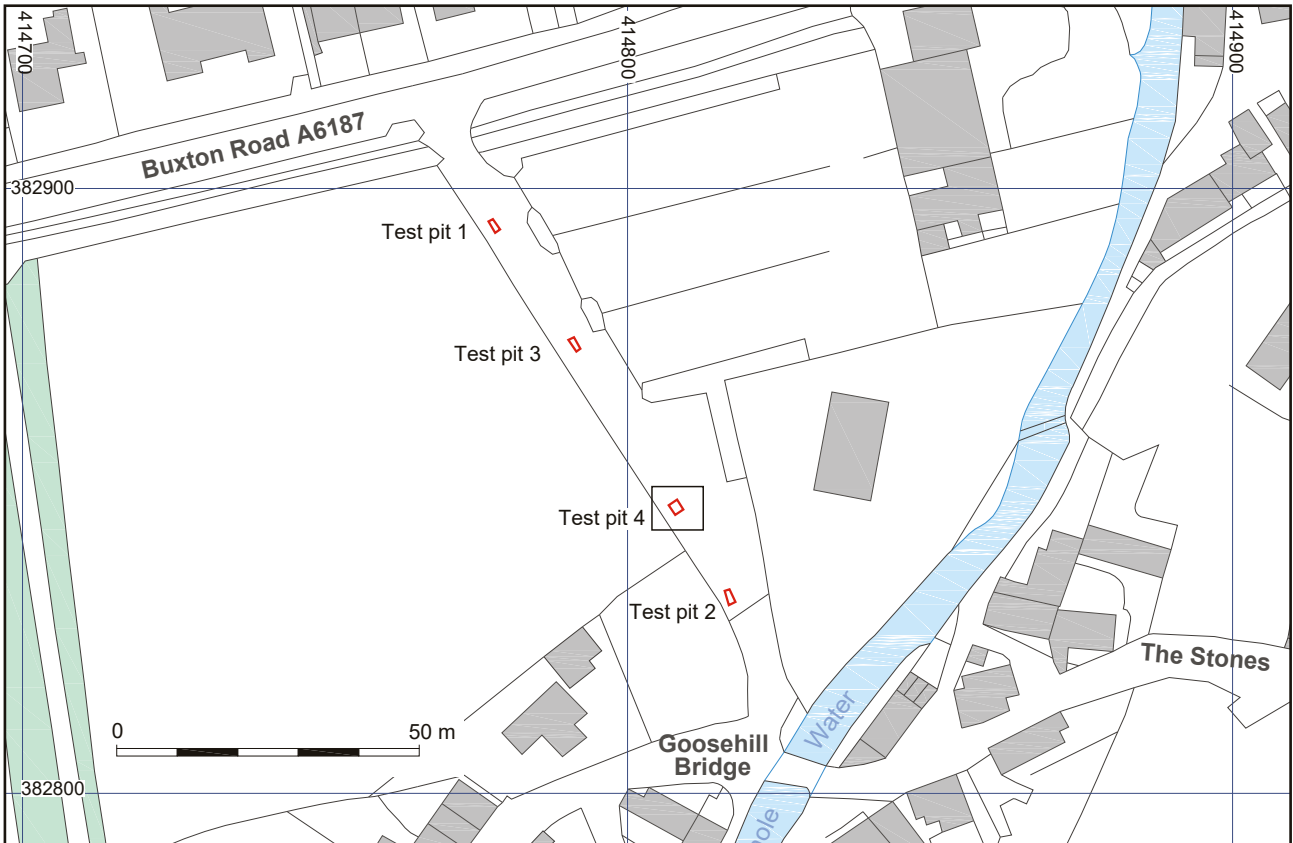 414700
414800
414900
Buxton Road A6187
382900
Test pit 1
Test pit 3
Test pit 4
Test pit 2
The Stones
Water
0
50 m
Goosehill
Bridge
382800
hole